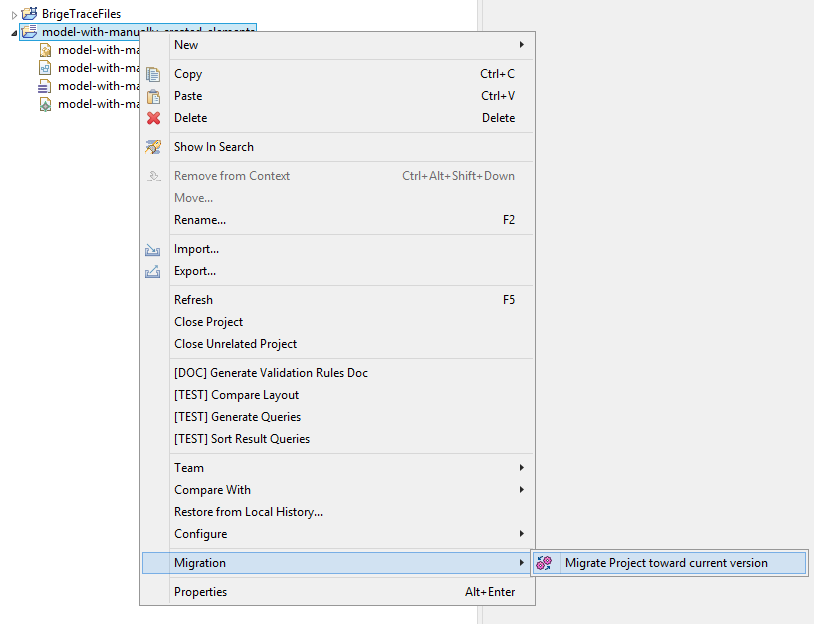 BrigeTraceFiles
model-with-manually-created-elements
model-with-ma
model-with-ma
model-with-ma
model-with-ma
New
Copy Ctrl+C
Paste Ctrl+V
Delete Delete
Show In Search
Remove from Context Ctrl+Alt+Shift+Down
Move...
Rename... F2
Import...
Export...
Refresh F5
Close Project
Close Unrelated Project
[DOC] Generate Validation Rules Doc
[TEST] Compare Layout
[TEST] Generate Queries
[TEST] Sort Result Queries
Team
Compare With
Restore from Local History...
Configure
Migration
Migrate Project toward current version
Properties Alt+Enter